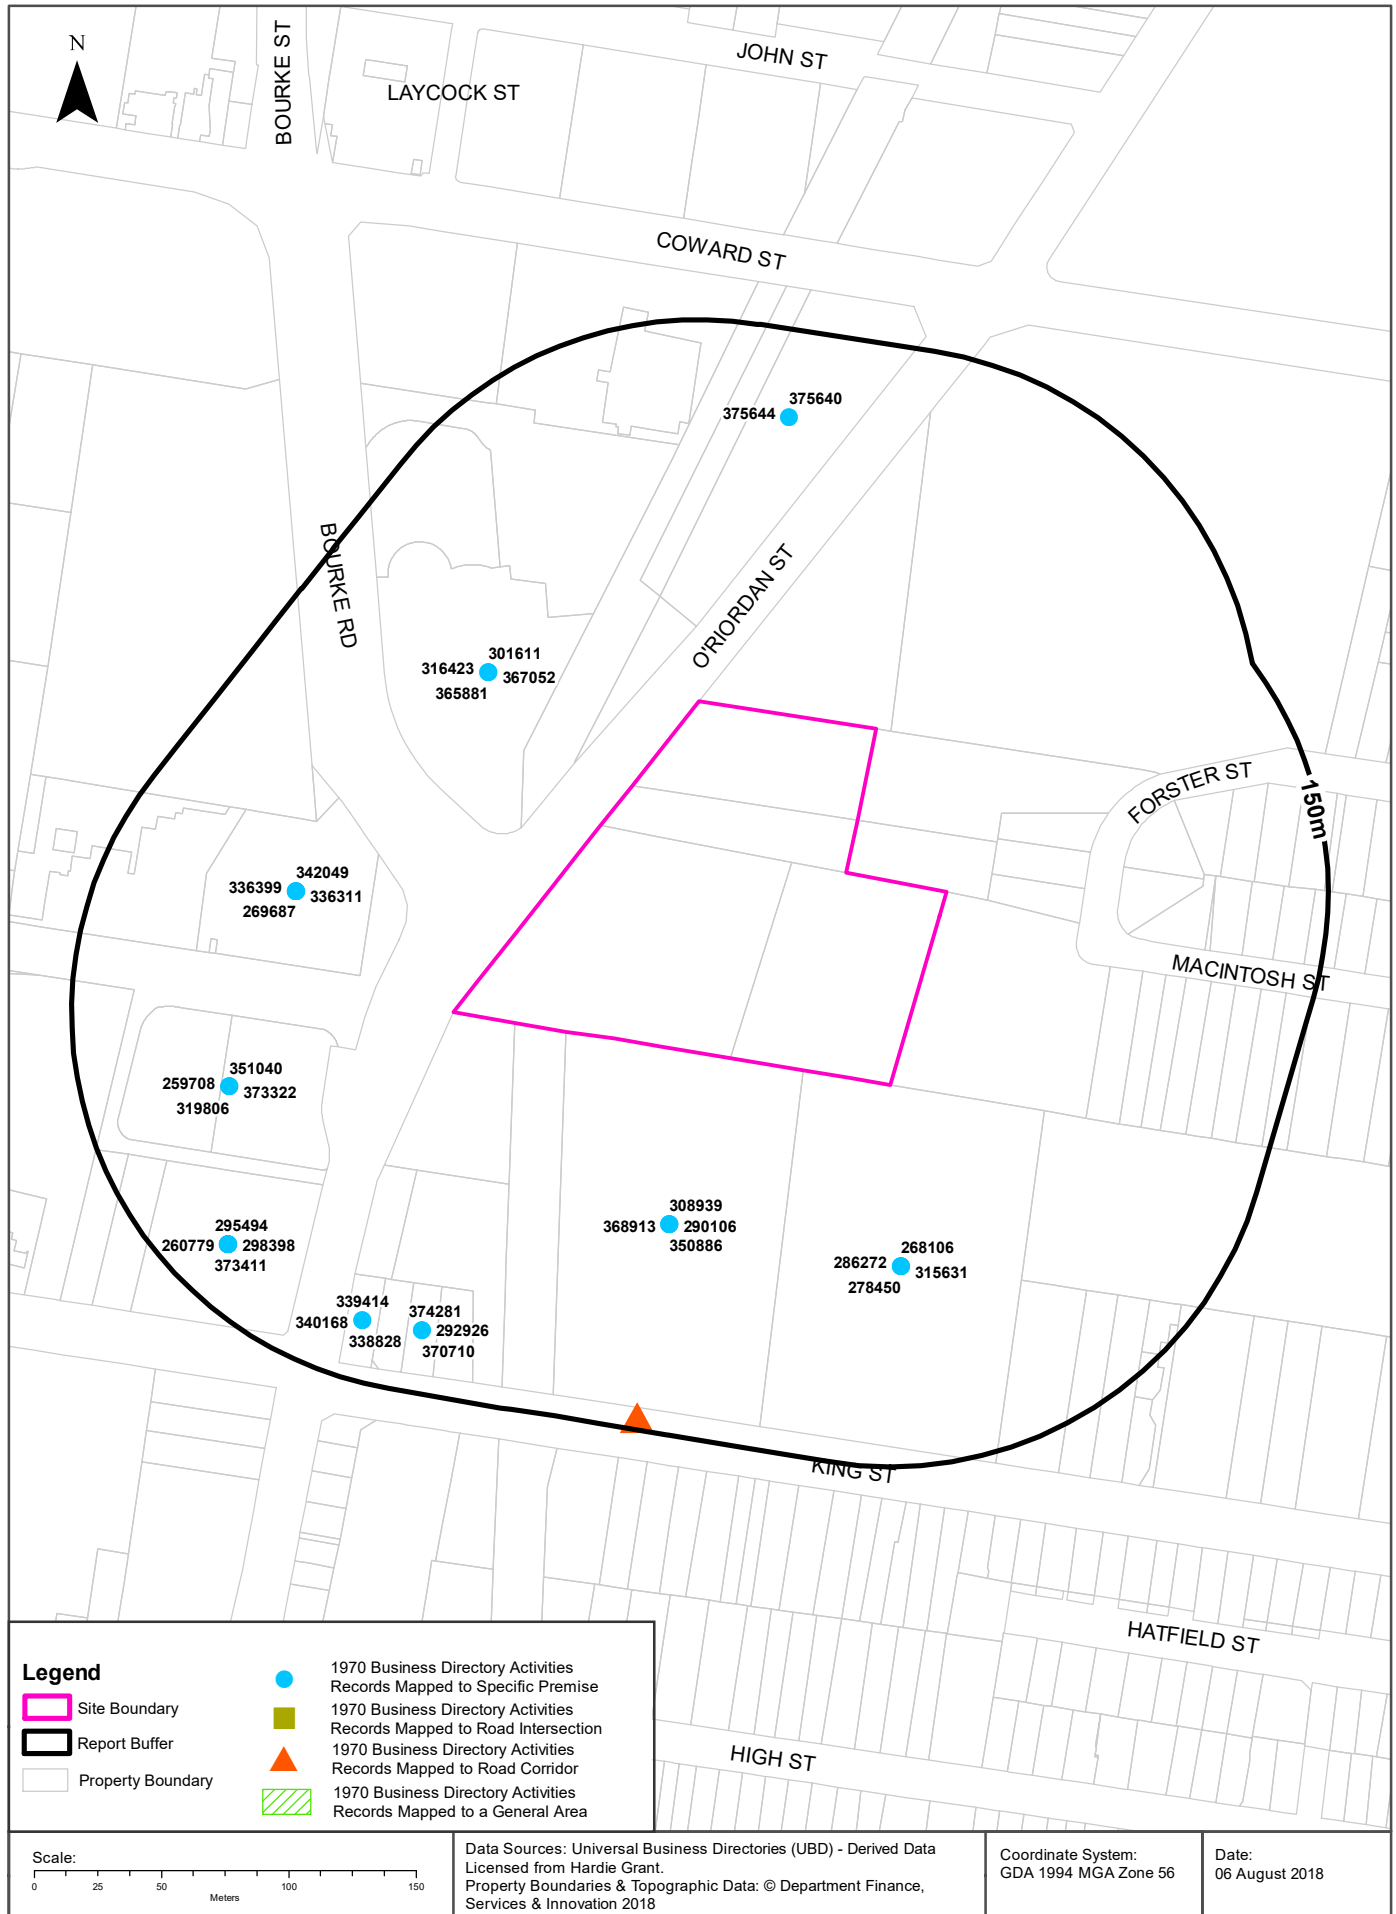 N
BOURKE ST
LAYCOCK ST
JOHN ST
COWARD ST
375640
375644
BOURKE RD
O'RIORDAN ST
301611
316423
367052
365881
FORSTER ST
150m
342049
336399
336311
269687
MACINTOSH ST
351040
259708
373322
319806
295494
260779
298398
373411
308939
368913
290106
350886
268106
286272
315631
278450
339414
340168
338828
374281
292926
370710
KING ST
HATFIELD ST
HIGH ST
Legend
Site Boundary
Report Buffer
Property Boundary
1970 Business Directory Activities
Records Mapped to Specific Premise
1970 Business Directory Activities
Records Mapped to Road Intersection
1970 Business Directory Activities
Records Mapped to Road Corridor
1970 Business Directory Activities
Records Mapped to a General Area
Scale:
0 25 50 100 150
Meters
Data Sources: Universal Business Directories (UBD) - Derived Data
Licensed from Hardie Grant.
Property Boundaries & Topographic Data: © Department Finance,
Services & Innovation 2018
Coordinate System:
GDA 1994 MGA Zone 56
Date:
06 August 2018